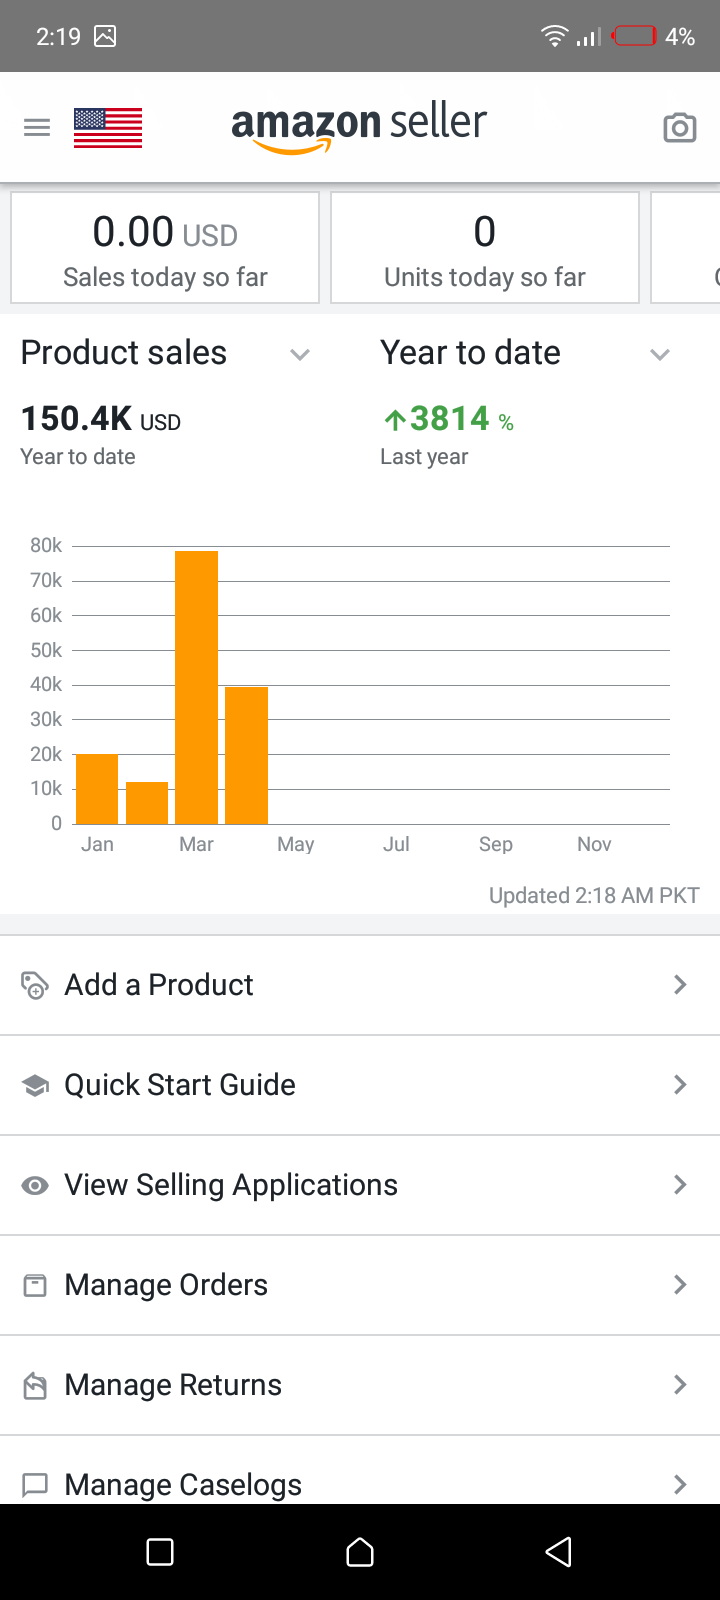 2:19 4%
amazon seller
0.00 USD
Sales today so far
0
Units today so far
Product sales
Year to date
150.4K USD
Year to date
↑3814 %
Last year
80k
70k
60k
50k
40k
30k
20k
10k
0
Jan Mar May Jul Sep Nov
Updated 2:18 AM PKT
Add a Product
Quick Start Guide
View Selling Applications
Manage Orders
Manage Returns
Manage Caselogs